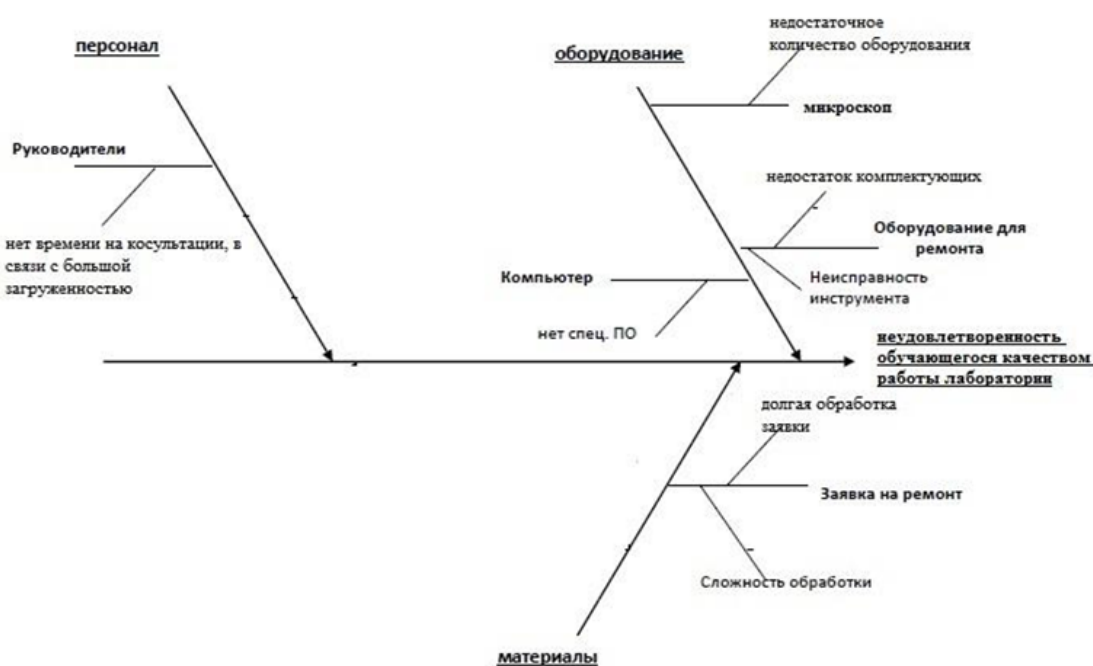 персонал
Руководители
нет времени на косультации, в
связи с большой
загруженностью
оборудование
недостаточное
количество оборудования
микроскоп
недостаток комплектующих
Оборудование для
ремонта
Неисправность
инструмента
Компьютер
нет спец. ПО
неудовлетворенность
обучающегося качеством
работы лаборатории
долгая обработка
заявки
Заявка на ремонт
Сложность обработки
материалы